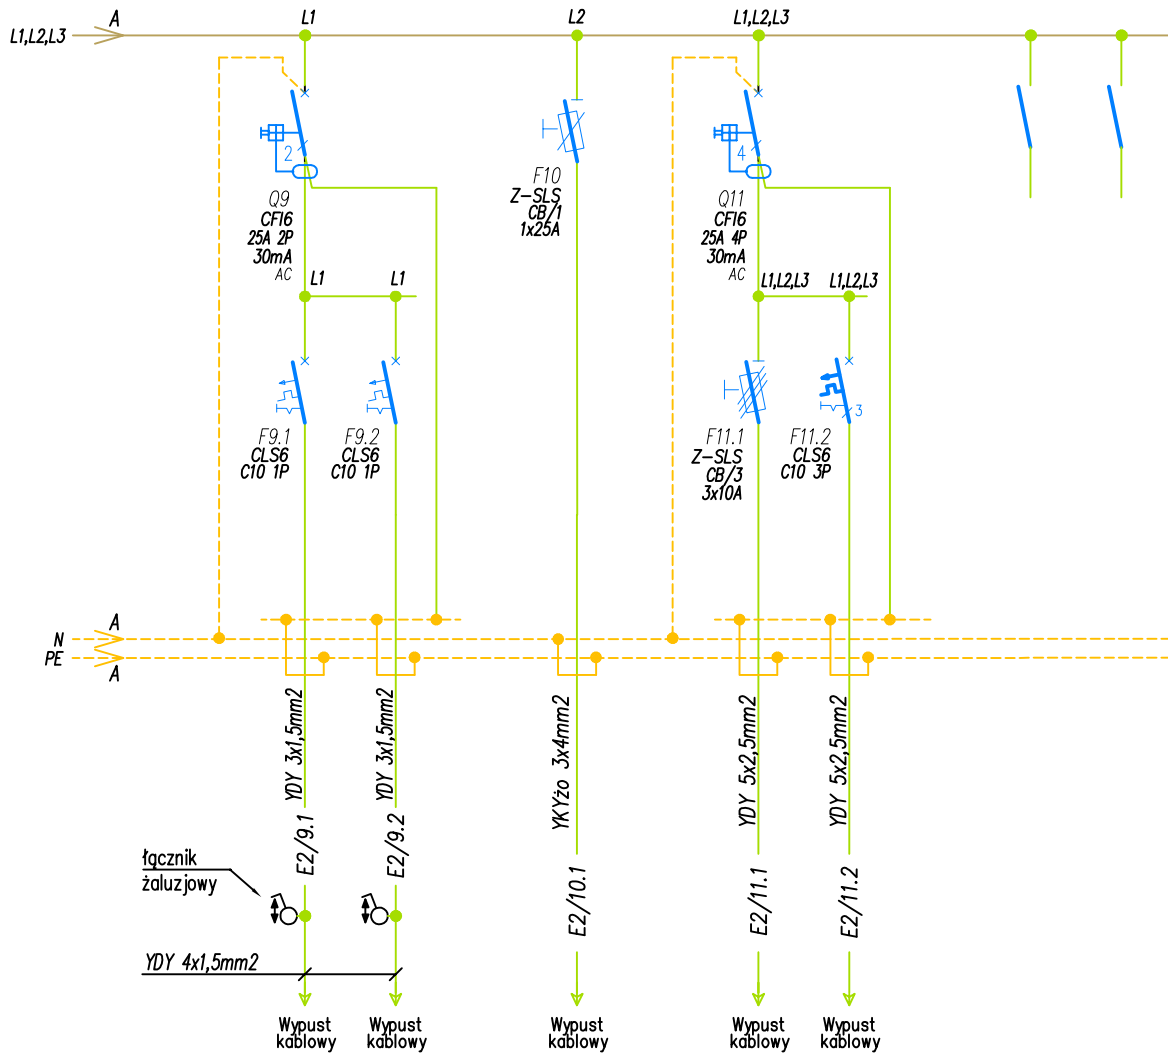 A
L1
L2
L1,L2,L3
L1,L2,L3
2
4
Q9
CFI6
25A 2P
30mA
AC
F10
Z-SLS
CB/1
1x25A
Q11
CFI6
25A 4P
30mA
AC
L1
L1
L1,L2,L3
L1,L2,L3
3
F9.1
CLS6
C10 1P
F9.2
CLS6
C10 1P
F11.1
Z-SLS
CB/3
3x10A
F11.2
CLS6
C10 3P
A
N
PE
A
YDY 3x1,5mm2
YDY 3x1,5mm2
YKYżo 3x4mm2
YDY 5x2,5mm2
YDY 5x2,5mm2
E2/9.1
E2/9.2
E2/10.1
E2/11.1
E2/11.2
łącznik
żaluzjowy
YDY 4x1,5mm2
Wypust
kablowy
Wypust
kablowy
Wypust
kablowy
Wypust
kablowy
Wypust
kablowy